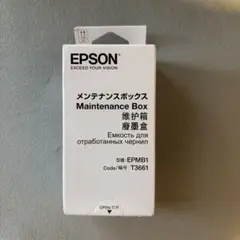 EPSON
EXCEED YOUR VISION
メンテナンスボックス
Maintenance Box
维护箱
廢墨盒
Емкость для
отработанных чернил
型番: EPMB1
Code/編号: T3661